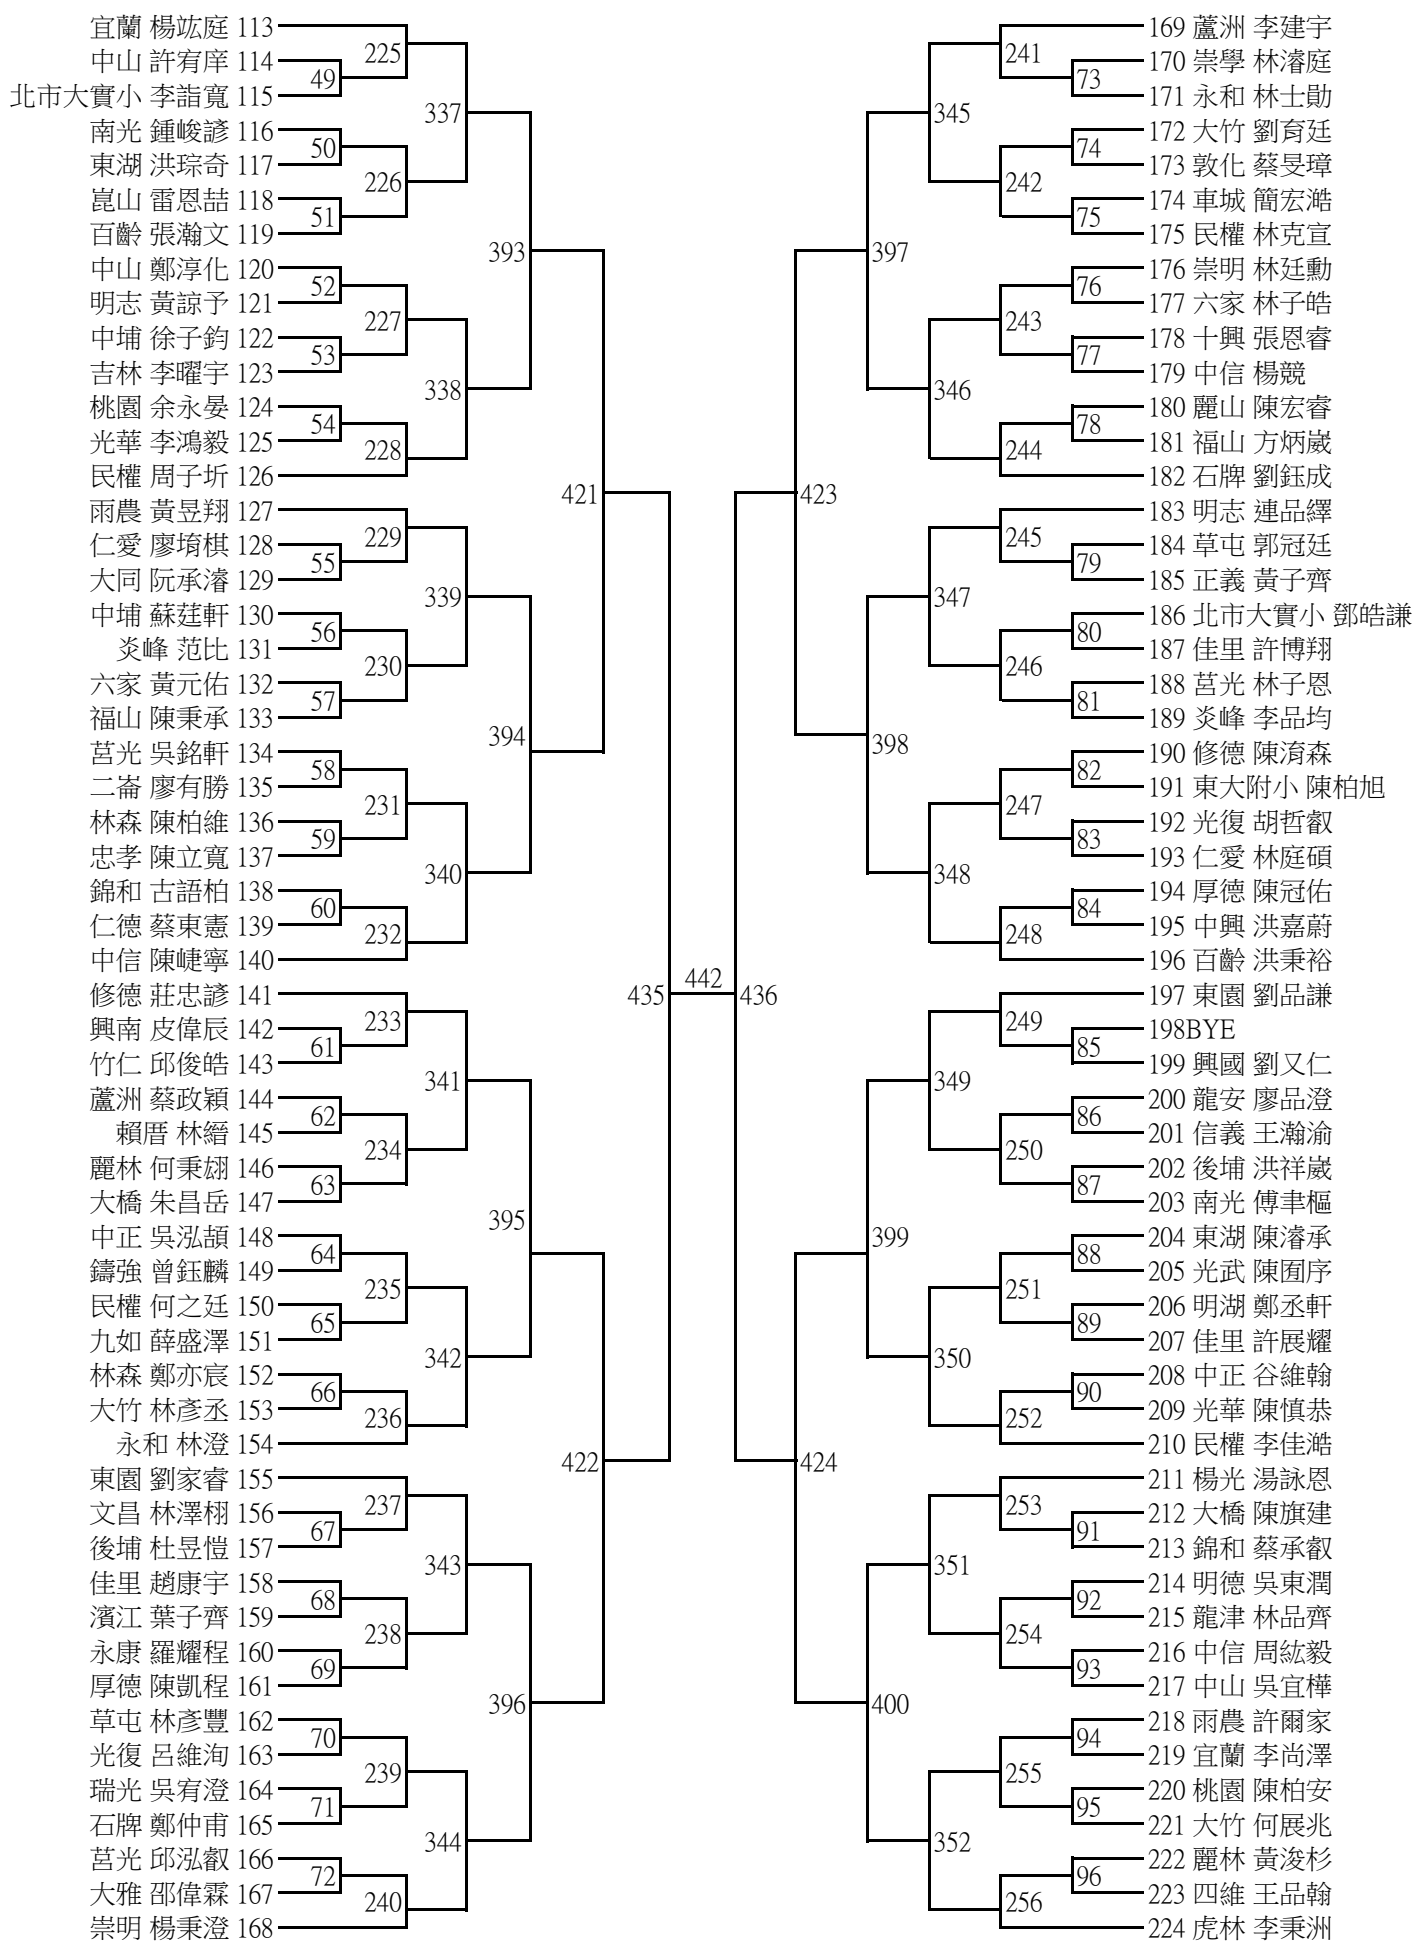 宜蘭 楊竑庭 113
中山 許宥庠 114
北市大實小 李詣寬 115
南光 鍾峻諺 116
東湖 洪琮奇 117
崑山 雷恩喆 118
百齡 張瀚文 119
中山 鄭淳化 120
明志 黃諒予 121
中埔 徐子鈞 122
吉林 李曜宇 123
桃園 余永晏 124
光華 李鴻毅 125
民權 周子圻 126
雨農 黃昱翔 127
仁愛 廖堉棋 128
大同 阮承濬 129
中埔 蘇莛軒 130
炎峰 范比 131
六家 黃元佑 132
福山 陳秉承 133
莒光 吳銘軒 134
二崙 廖有勝 135
林森 陳柏維 136
忠孝 陳立寬 137
錦和 古語柏 138
仁德 蔡東憲 139
中信 陳崨寧 140
修德 莊忠諺 141
興南 皮偉辰 142
竹仁 邱俊皓 143
蘆洲 蔡政穎 144
賴厝 林縉 145
麗林 何秉翃 146
大橋 朱昌岳 147
中正 吳泓頡 148
鑄強 曾鈺麟 149
民權 何之廷 150
九如 薛盛澤 151
林森 鄭亦宸 152
大竹 林彥丞 153
永和 林澄 154
東園 劉家睿 155
文昌 林澤栩 156
後埔 杜昱愷 157
佳里 趙康宇 158
濱江 葉子齊 159
永康 羅耀程 160
厚德 陳凱程 161
草屯 林彥豐 162
光復 呂維洵 163
瑞光 吳宥澄 164
石牌 鄭仲甫 165
莒光 邱泓叡 166
大雅 邵偉霖 167
崇明 楊秉澄 168
49
50
51
52
53
54
55
56
57
58
59
60
61
62
63
64
65
66
67
68
69
70
71
72
225
226
227
228
229
230
231
232
233
234
235
236
237
238
239
240
337
338
339
340
341
342
343
344
393
394
395
396
421
422
435
442
436
423
424
397
398
399
400
345
346
347
348
349
350
351
352
241
242
243
244
245
246
247
248
249
250
251
252
253
254
255
256
73
74
75
76
77
78
79
80
81
82
83
84
85
86
87
88
89
90
91
92
93
94
95
96
169 蘆洲 李建宇
170 崇學 林濬庭
171 永和 林士勛
172 大竹 劉育廷
173 敦化 蔡旻璋
174 車城 簡宏澔
175 民權 林克宣
176 崇明 林廷勳
177 六家 林子皓
178 十興 張恩睿
179 中信 楊競
180 麗山 陳宏睿
181 福山 方炳崴
182 石牌 劉鈺成
183 明志 連品繹
184 草屯 郭冠廷
185 正義 黃子齊
186 北市大實小 鄧皓謙
187 佳里 許博翔
188 莒光 林子恩
189 炎峰 李品均
190 修德 陳淯森
191 東大附小 陳柏旭
192 光復 胡哲叡
193 仁愛 林庭碩
194 厚德 陳冠佑
195 中興 洪嘉蔚
196 百齡 洪秉裕
197 東園 劉品謙
198BYE
199 興國 劉又仁
200 龍安 廖品澄
201 信義 王瀚渝
202 後埔 洪祥崴
203 南光 傅聿樞
204 東湖 陳濬承
205 光武 陳囿序
206 明湖 鄭丞軒
207 佳里 許展耀
208 中正 谷維翰
209 光華 陳慎恭
210 民權 李佳澔
211 楊光 湯詠恩
212 大橋 陳旗建
213 錦和 蔡承叡
214 明德 吳東潤
215 龍津 林品齊
216 中信 周紘毅
217 中山 吳宜樺
218 雨農 許爾家
219 宜蘭 李尚澤
220 桃園 陳柏安
221 大竹 何展兆
222 麗林 黃浚杉
223 四維 王品翰
224 虎林 李秉洲